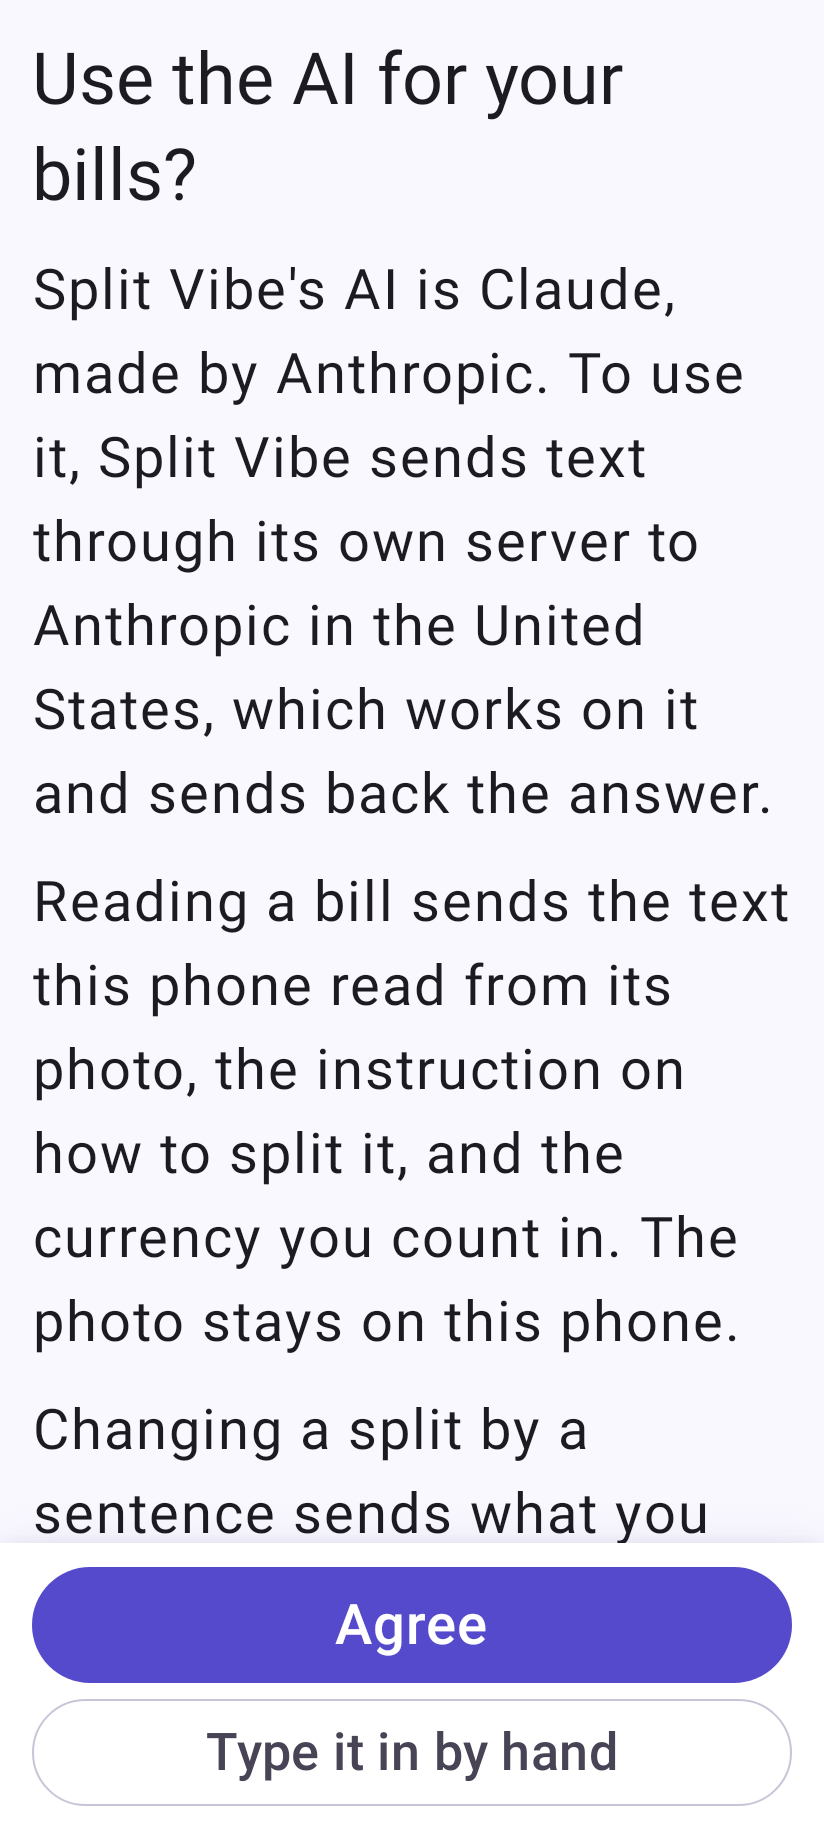 Use the AI for your
bills?
Split Vibe's AI is Claude,
made by Anthropic. To use
it, Split Vibe sends text
through its own server to
Anthropic in the United
States, which works on it
and sends back the answer.
Reading a bill sends the text
this phone read from its
photo, the instruction on
how to split it, and the
currency you count in. The
photo stays on this phone.
Changing a split by a
sentence sends what you
Agree
Type it in by hand